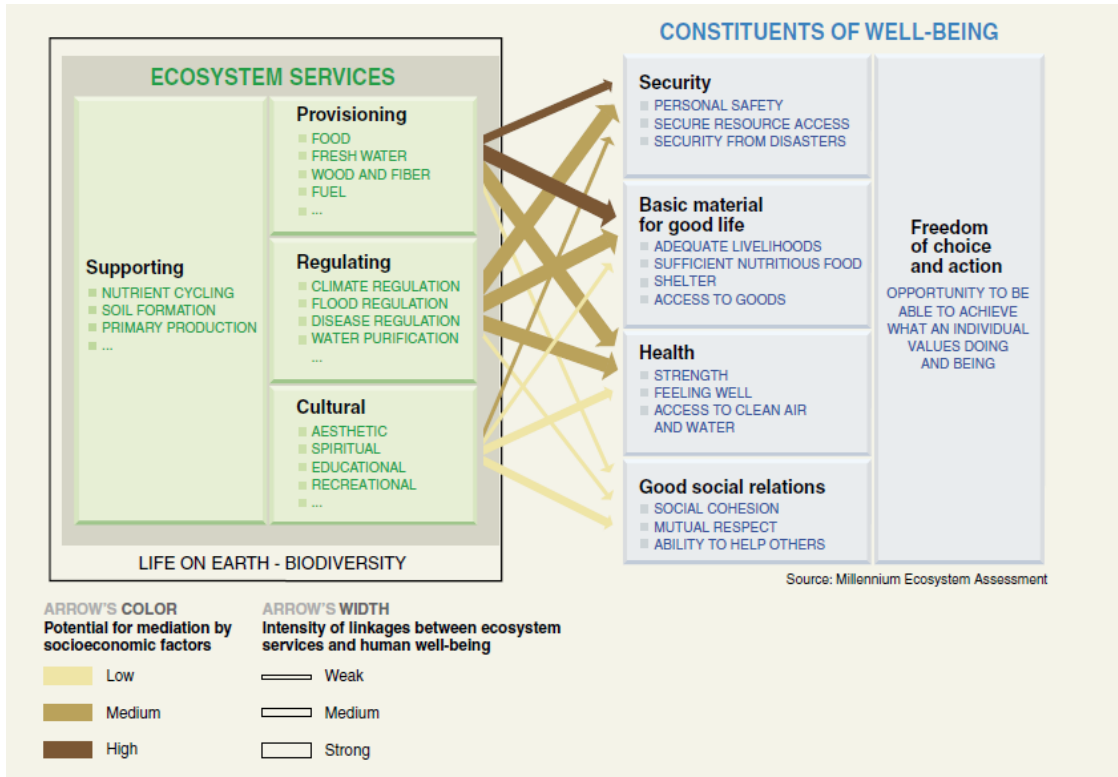 CONSTITUENTS OF WELL-BEING
ECOSYSTEM SERVICES
Supporting
NUTRIENT CYCLING
SOIL FORMATION
PRIMARY PRODUCTION
...
Provisioning
FOOD
FRESH WATER
WOOD AND FIBER
FUEL
...
Regulating
CLIMATE REGULATION
FLOOD REGULATION
DISEASE REGULATION
WATER PURIFICATION
...
Cultural
AESTHETIC
SPIRITUAL
EDUCATIONAL
RECREATIONAL
...
LIFE ON EARTH - BIODIVERSITY
Security
PERSONAL SAFETY
SECURE RESOURCE ACCESS
SECURITY FROM DISASTERS
Basic material
for good life
ADEQUATE LIVELIHOODS
SUFFICIENT NUTRITIOUS FOOD
SHELTER
ACCESS TO GOODS
Health
STRENGTH
FEELING WELL
ACCESS TO CLEAN AIR
AND WATER
Good social relations
SOCIAL COHESION
MUTUAL RESPECT
ABILITY TO HELP OTHERS
Freedom
of choice
and action
OPPORTUNITY TO BE
ABLE TO ACHIEVE
WHAT AN INDIVIDUAL
VALUES DOING
AND BEING
Source: Millennium Ecosystem Assessment
ARROW'S COLOR
Potential for mediation by
socioeconomic factors
Low
Medium
High
ARROW'S WIDTH
Intensity of linkages between ecosystem
services and human well-being
Weak
Medium
Strong